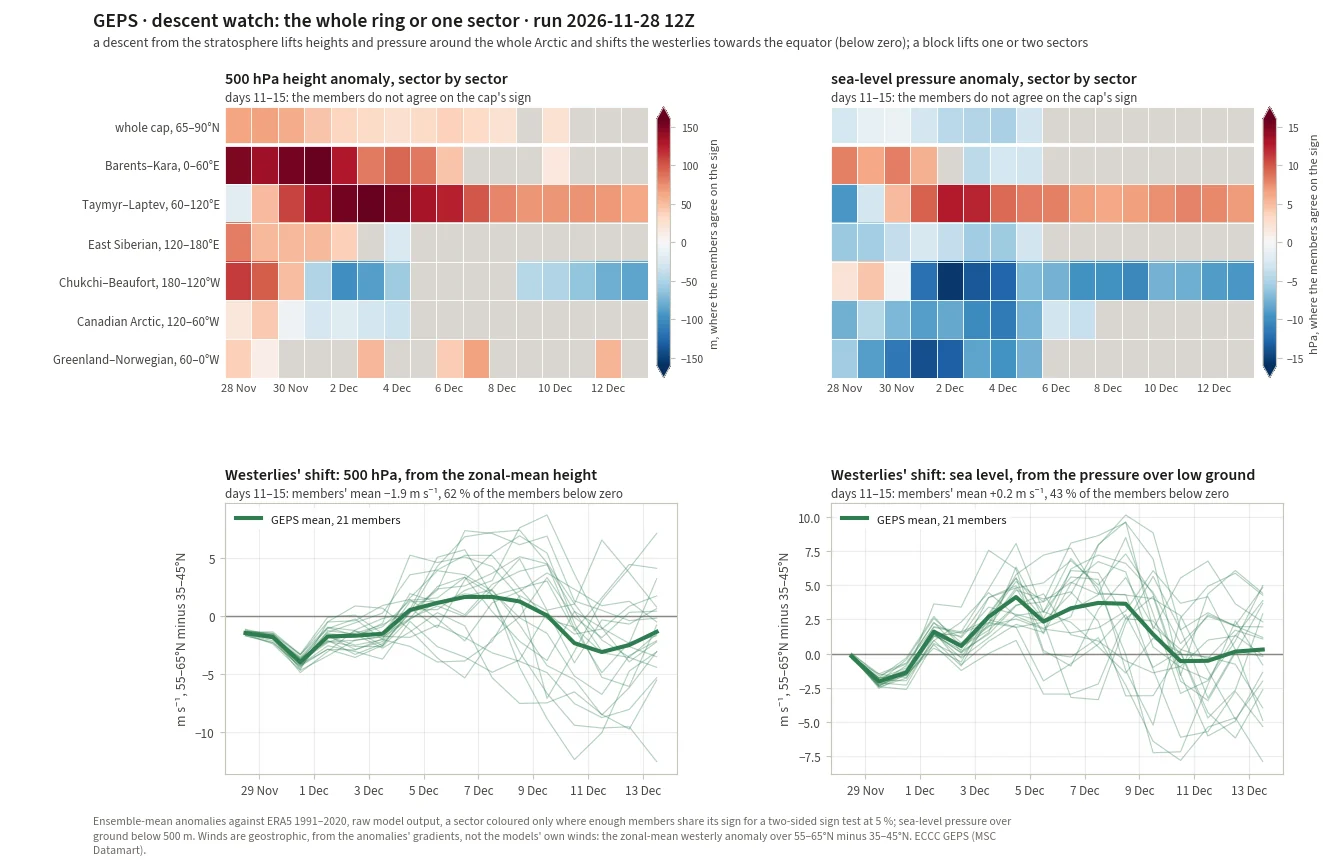 GEPS · descent watch: the whole ring or one sector · run 2026-11-28 12Z
a descent from the stratosphere lifts heights and pressure around the whole Arctic and shifts the westerlies towards the equator (below zero); a block lifts one or two sectors
500 hPa height anomaly, sector by sector
days 11–15: the members do not agree on the cap's sign
whole cap, 65–90°N
Barents–Kara, 0–60°E
Taymyr–Laptev, 60–120°E
East Siberian, 120–180°E
Chukchi–Beaufort, 180–120°W
Canadian Arctic, 120–60°W
Greenland–Norwegian, 60–0°W
28 Nov 30 Nov 2 Dec 4 Dec 6 Dec 8 Dec 10 Dec 12 Dec
150
100
50
0
−50
−100
−150
m, where the members agree on the sign
sea-level pressure anomaly, sector by sector
days 11–15: the members do not agree on the cap's sign
28 Nov 30 Nov 2 Dec 4 Dec 6 Dec 8 Dec 10 Dec 12 Dec
15
10
5
0
−5
−10
−15
hPa, where the members agree on the sign
Westerlies' shift: 500 hPa, from the zonal-mean height
days 11–15: members' mean −1.9 m s⁻¹, 62 % of the members below zero
GEPS mean, 21 members
m s⁻¹, 55–65°N minus 35–45°N
5
0
−5
−10
29 Nov 1 Dec 3 Dec 5 Dec 7 Dec 9 Dec 11 Dec 13 Dec
Westerlies' shift: sea level, from the pressure over low ground
days 11–15: members' mean +0.2 m s⁻¹, 43 % of the members below zero
GEPS mean, 21 members
m s⁻¹, 55–65°N minus 35–45°N
10.0
7.5
5.0
2.5
0.0
−2.5
−5.0
−7.5
29 Nov 1 Dec 3 Dec 5 Dec 7 Dec 9 Dec 11 Dec 13 Dec
Ensemble-mean anomalies against ERA5 1991–2020, raw model output, a sector coloured only where enough members share its sign for a two-sided sign test at 5 %; sea-level pressure over
ground below 500 m. Winds are geostrophic, from the anomalies' gradients, not the models' own winds: the zonal-mean westerly anomaly over 55–65°N minus 35–45°N. ECCC GEPS (MSC
Datamart).